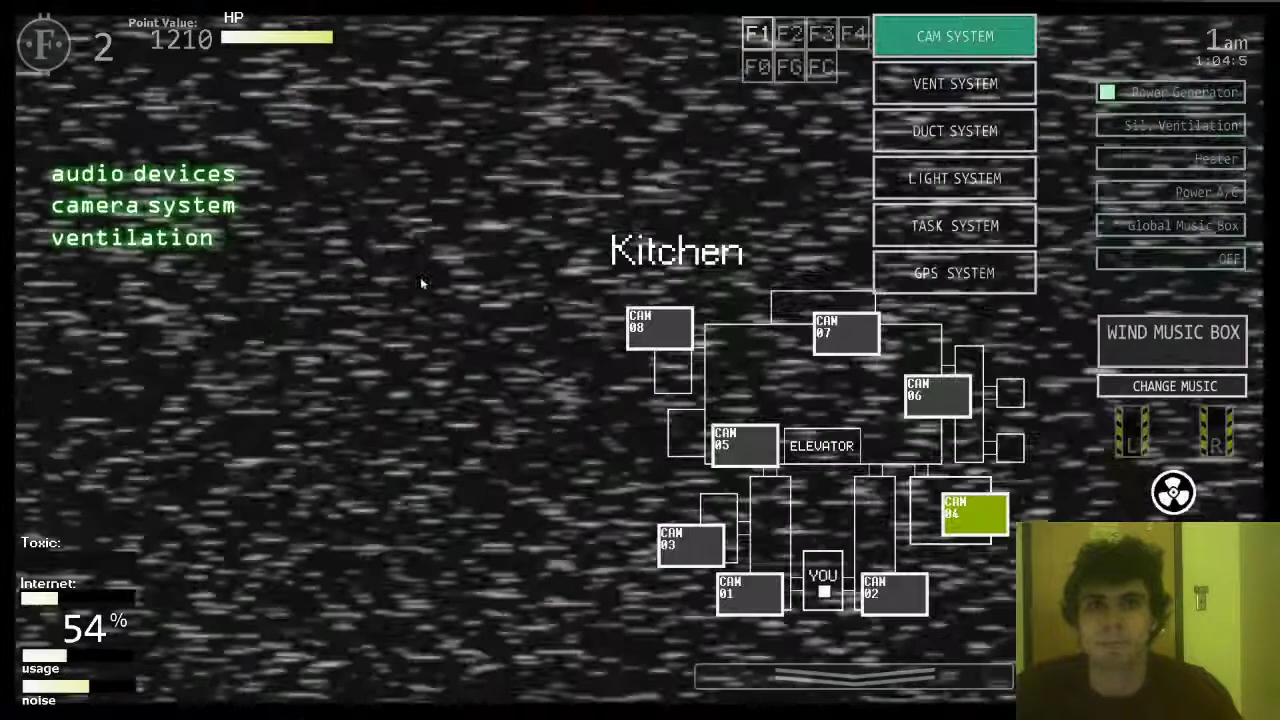 F 2
Point Value:
1210
HP
F1 F2 F3 F4
F0 FG FC
CAM SYSTEM
VENT SYSTEM
DUCT SYSTEM
LIGHT SYSTEM
TASK SYSTEM
GPS SYSTEM
1am
1:04:5
Power Generator
Sil. Ventilation
Heater
Power A/C
Global Music Box
OFF
WIND MUSIC BOX
CHANGE MUSIC
L R
audio devices
camera system
ventilation
Kitchen
CAM 08
CAM 07
CAM 06
CAM 05
ELEVATOR
CAM 04
CAM 03
CAM 01
YOU
CAM 02
Toxic:
Internet:
54%
usage
noise